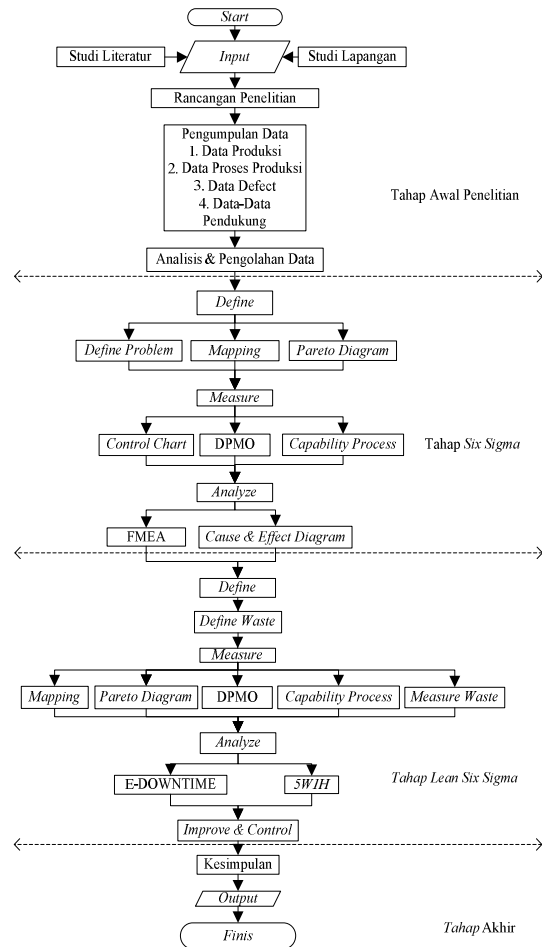 Start
Studi Literatur
Input
Studi Lapangan
Rancangan Penelitian
Pengumpulan Data
1. Data Produksi
2. Data Proses Produksi
3. Data Defect
4. Data-Data
Pendukung
Tahap Awal Penelitian
Analisis & Pengolahan Data
Define
Define Problem
Mapping
Pareto Diagram
Measure
Control Chart
DPMO
Capability Process
Tahap Six Sigma
Analyze
FMEA
Cause & Effect Diagram
Define
Define Waste
Measure
Mapping
Pareto Diagram
DPMO
Capability Process
Measure Waste
Analyze
E-DOWNTIME
5W1H
Tahap Lean Six Sigma
Improve & Control
Kesimpulan
Output
Finis
Tahap Akhir